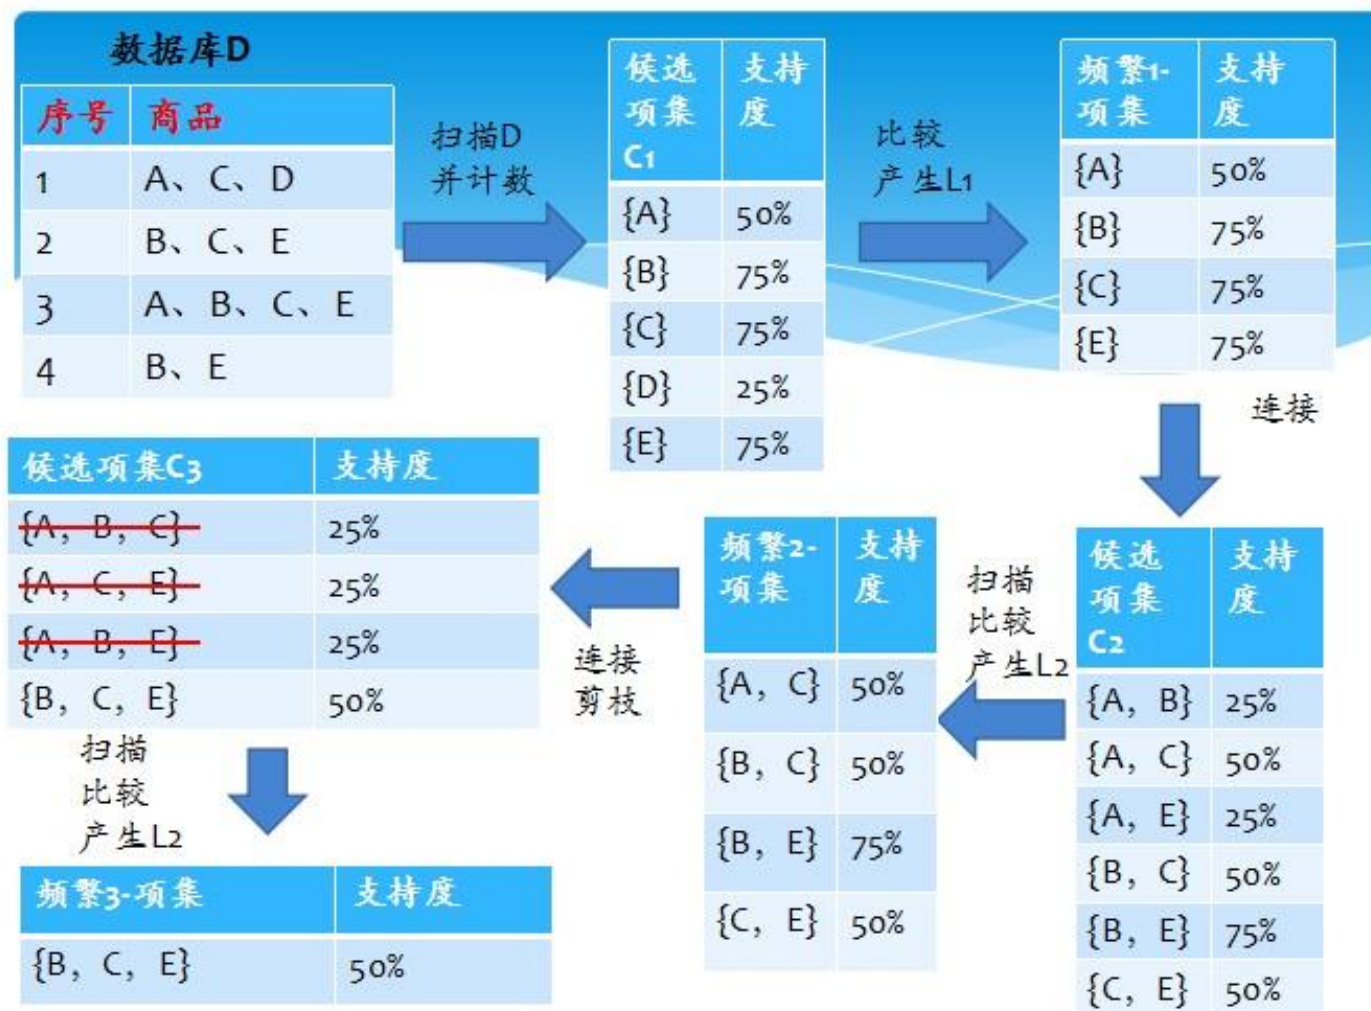 数据库D
序号 商品
1 A、C、D
2 B、C、E
3 A、B、C、E
4 B、E
扫描D
并计数
候选 支持
项集 度
C1
{A} 50%
{B} 75%
{C} 75%
{D} 25%
{E} 75%
比较
产生L1
频繁1- 支持
项集 度
{A} 50%
{B} 75%
{C} 75%
{E} 75%
连接
候选 支持
项集 度
C2
{A, B} 25%
{A, C} 50%
{A, E} 25%
{B, C} 50%
{B, E} 75%
{C, E} 50%
扫描
比较
产生L2
频繁2- 支持
项集 度
{A, C} 50%
{B, C} 50%
{B, E} 75%
{C, E} 50%
连接
剪枝
候选项集C3 支持度
{A, B, C} 25%
{A, C, E} 25%
{A, B, E} 25%
{B, C, E} 50%
扫描
比较
产生L2
频繁3-项集 支持度
{B, C, E} 50%